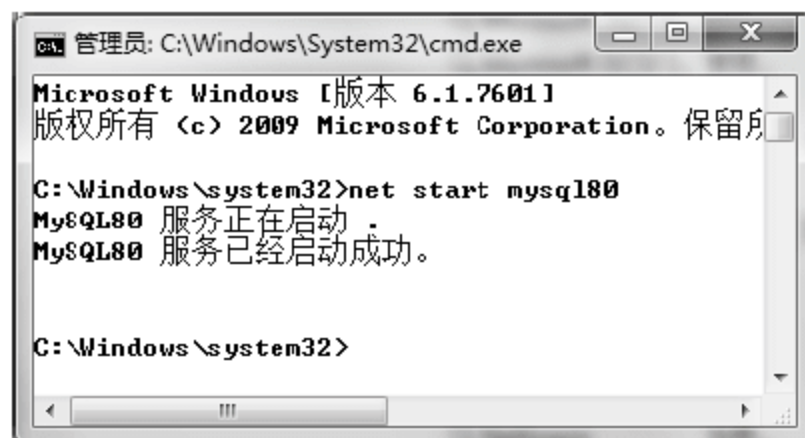 管理员: C:\Windows\System32\cmd.exe
Microsoft Windows [版本 6.1.7601]
版权所有 (c) 2009 Microsoft Corporation。保留
C:\Windows\system32>net start mysql80
MySQL80 服务正在启动 .
MySQL80 服务已经启动成功。
C:\Windows\system32>